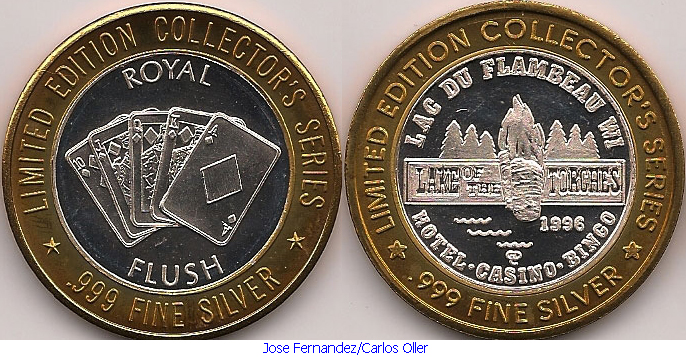 LIMITED EDITION COLLECTOR'S SERIES
ROYAL
FLUSH
.999 FINE SILVER
LIMITED EDITION COLLECTOR'S SERIES
LAC DU FLAMBEAU WI
LAKE OF THE TORCHES
1996
HOTEL · CASINO · BINGO
.999 FINE SILVER
Jose Fernandez/Carlos Oller